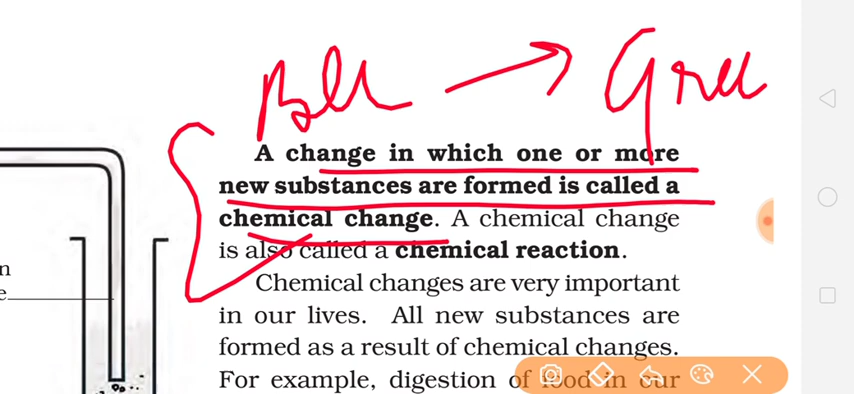 Blu → Gree
A change in which one or more
new substances are formed is called a
chemical change. A chemical change
is also called a chemical reaction.
Chemical changes are very important
in our lives. All new substances are
formed as a result of chemical changes.
For example, digestion of food in our
n
e